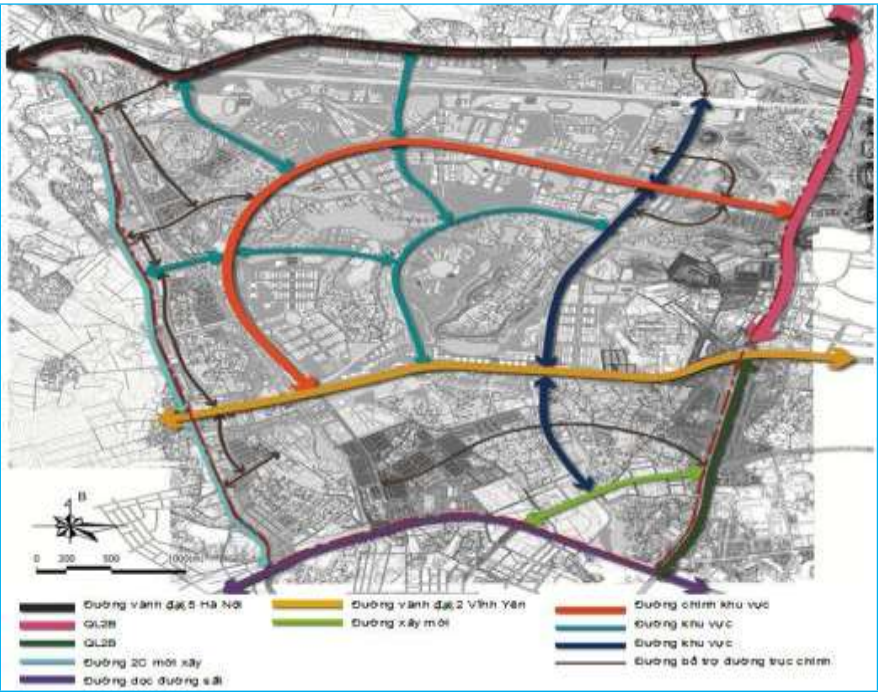 B
0 200 500 1000m
Đường vành đai 5 Hà Nội
QL2B
QL2B
Đường 2C mới xây
Đường dọc đường sắt
Đường vành đai 2 Vĩnh Yên
Đường xây mới
Đường chính khu vực
Đường khu vực
Đường khu vực
Đường bổ trợ đường trục chính